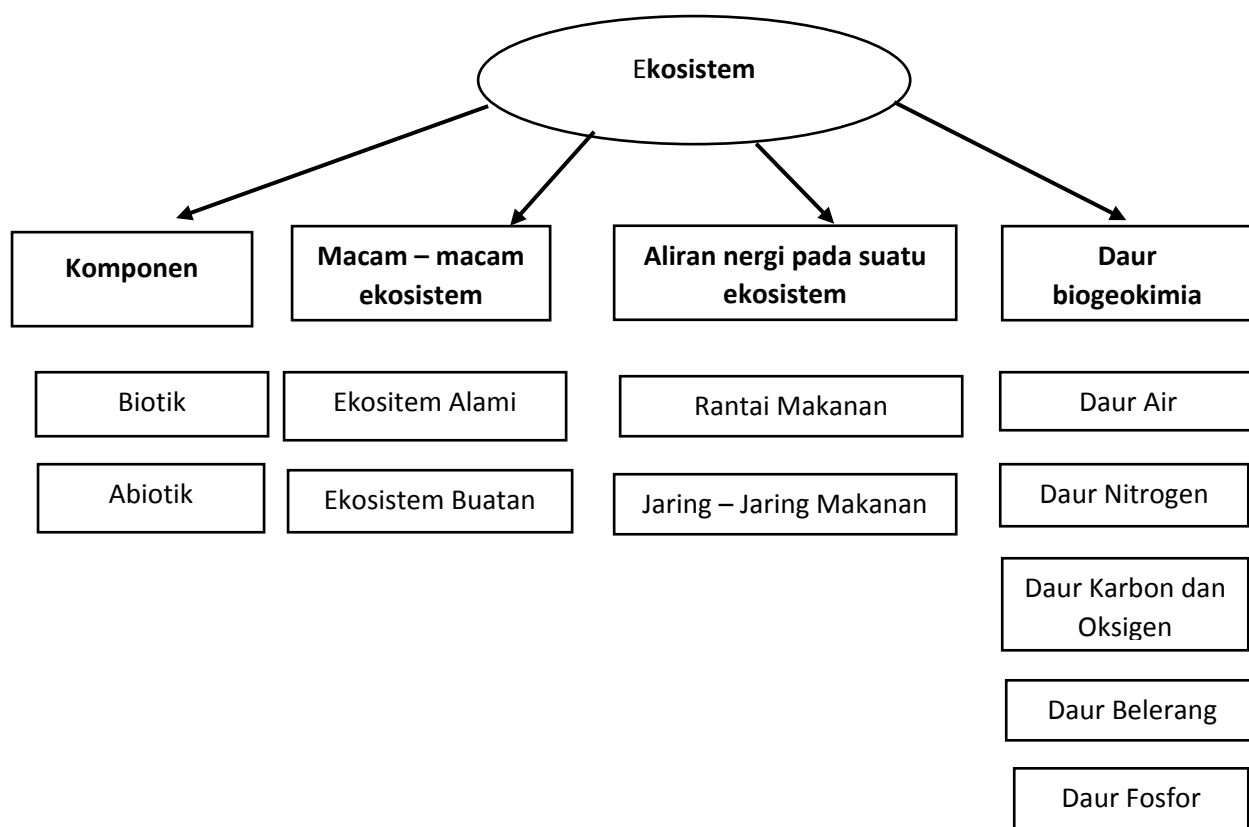 Ekosistem
Komponen
Macam – macam
ekosistem
Aliran nergi pada suatu
ekosistem
Daur
biogeokimia
Biotik
Ekositem Alami
Rantai Makanan
Daur Air
Abiotik
Ekosistem Buatan
Jaring – Jaring Makanan
Daur Nitrogen
Daur Karbon dan
Oksigen
Daur Belerang
Daur Fosfor